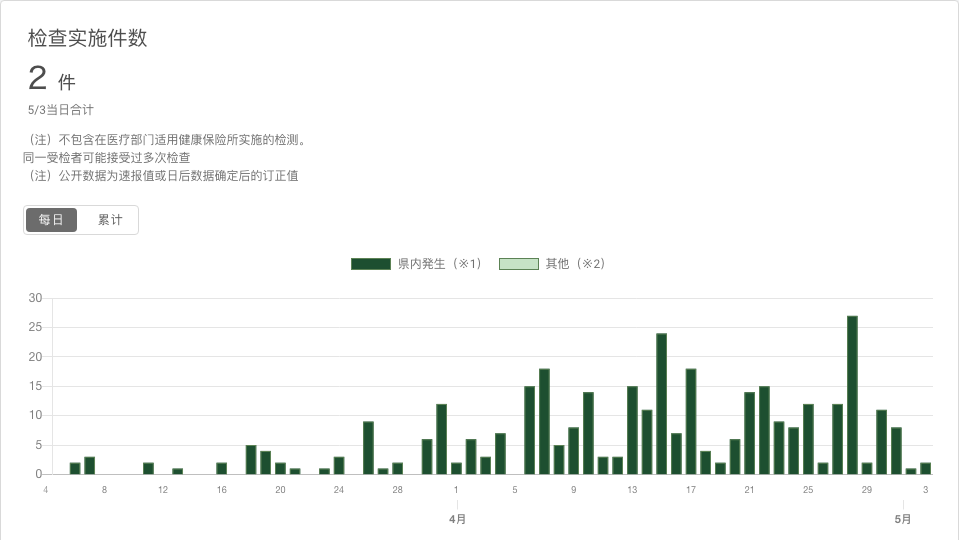 检查实施件数
2 件
5/3当日合计
（注）不包含在医疗部门适用健康保险所实施的检测。
同一受检者可能接受过多次检查
（注）公开数据为速报值或日后数据确定后的订正值
每日 累计
県内発生（※1） 其他（※2）
30
25
20
15
10
5
0
4 8 12 16 20 24 28 1 5 9 13 17 21 25 29 3
4月 5月